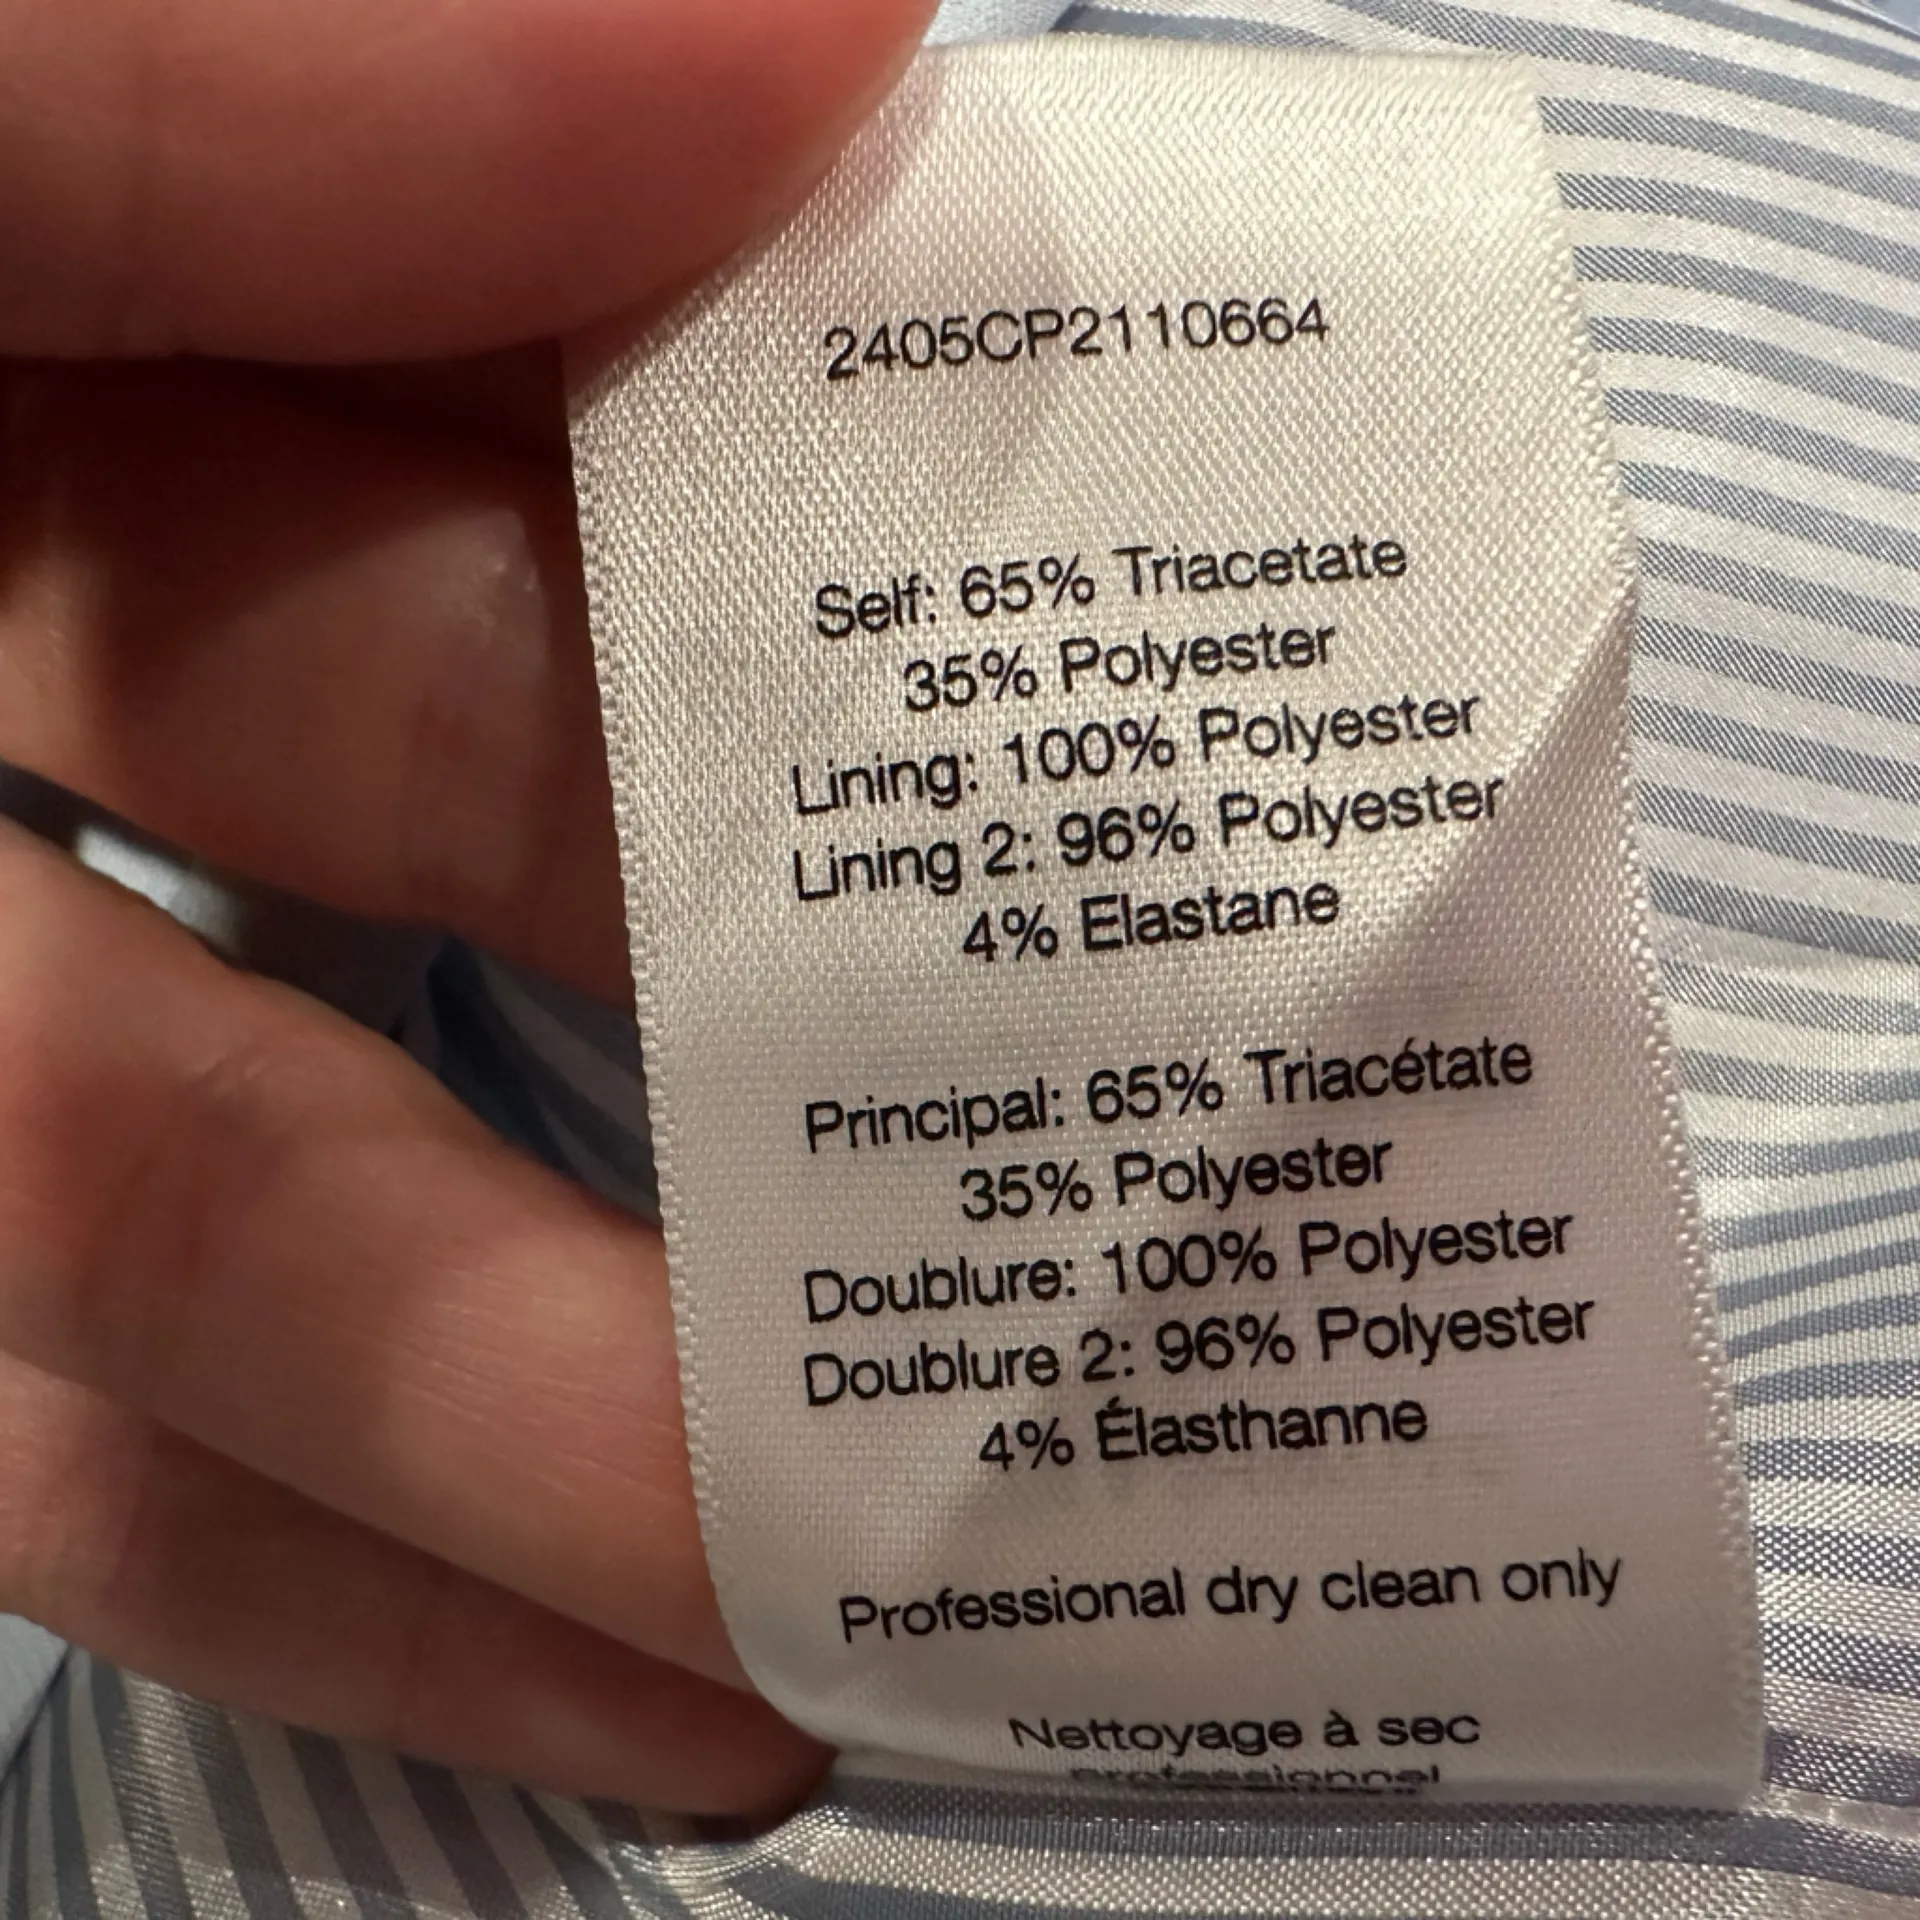 2405CP2110664
Self: 65% Triacetate
35% Polyester
Lining: 100% Polyester
Lining 2: 96% Polyester
4% Elastane
Principal: 65% Triacétate
35% Polyester
Doublure: 100% Polyester
Doublure 2: 96% Polyester
4% Élasthanne
Professional dry clean only
Nettoyage à sec
professionnel